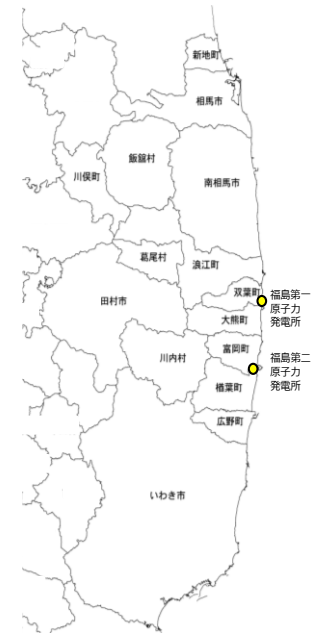 新地町
相馬市
飯舘村
川俣町
南相馬市
葛尾村
浪江町
双葉町
福島第一
原子力
発電所
田村市
大熊町
富岡町
川内村
福島第二
原子力
発電所
楢葉町
広野町
いわき市